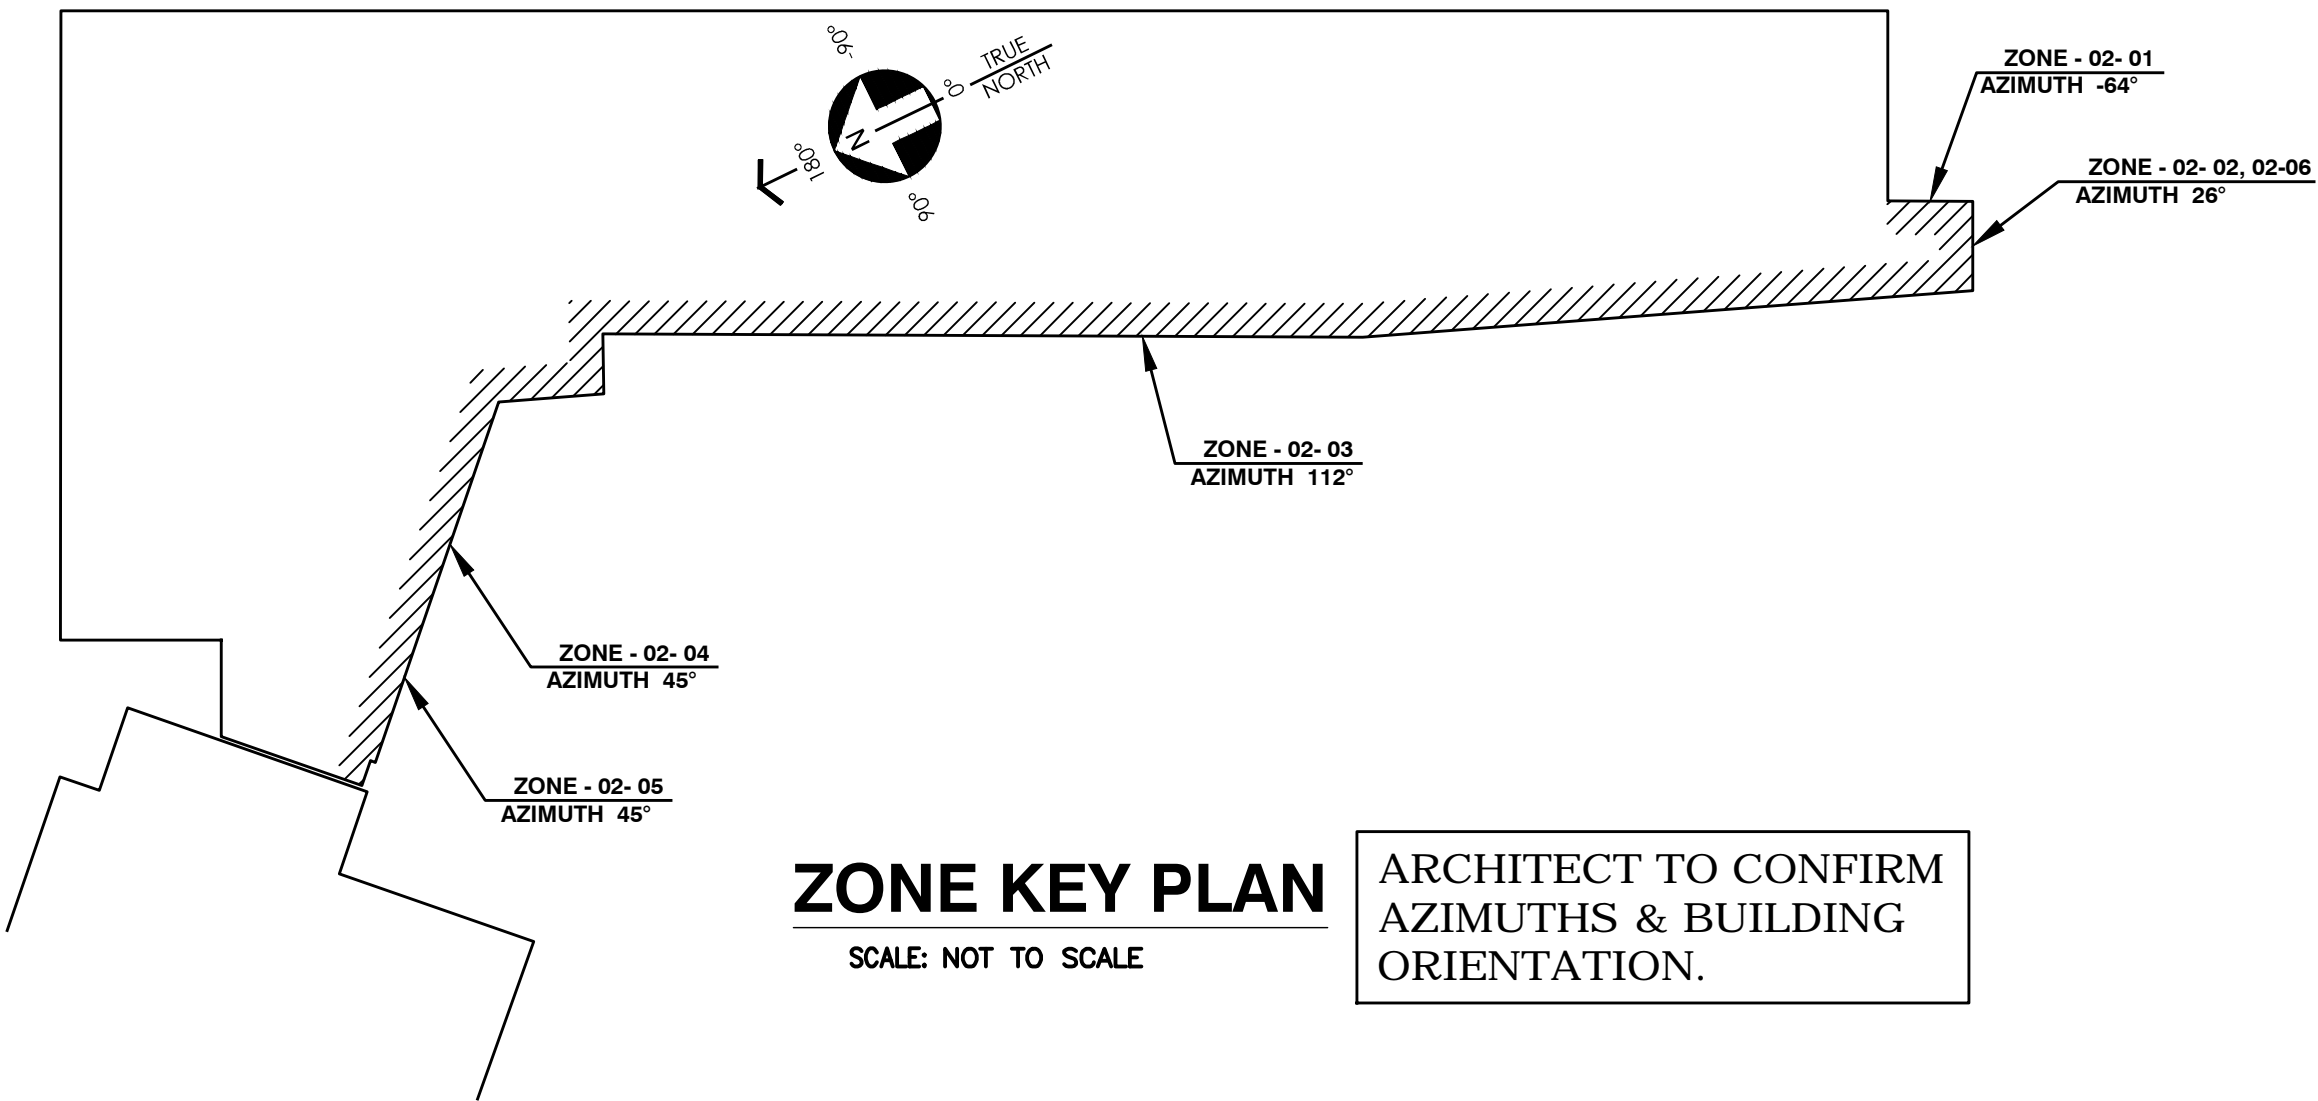 -90°
TRUE
NORTH
0°
N
180°
90°
ZONE - 02- 01
AZIMUTH -64°
ZONE - 02- 02, 02-06
AZIMUTH 26°
ZONE - 02- 03
AZIMUTH 112°
ZONE - 02- 04
AZIMUTH 45°
ZONE - 02- 05
AZIMUTH 45°
ZONE KEY PLAN
SCALE: NOT TO SCALE
ARCHITECT TO CONFIRM
AZIMUTHS & BUILDING
ORIENTATION.